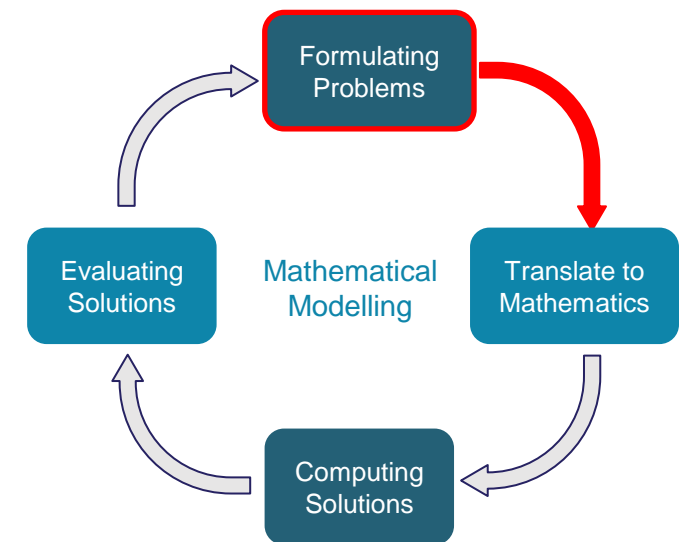 Formulating
Problems
Evaluating
Solutions
Mathematical
Modelling
Translate to
Mathematics
Computing
Solutions